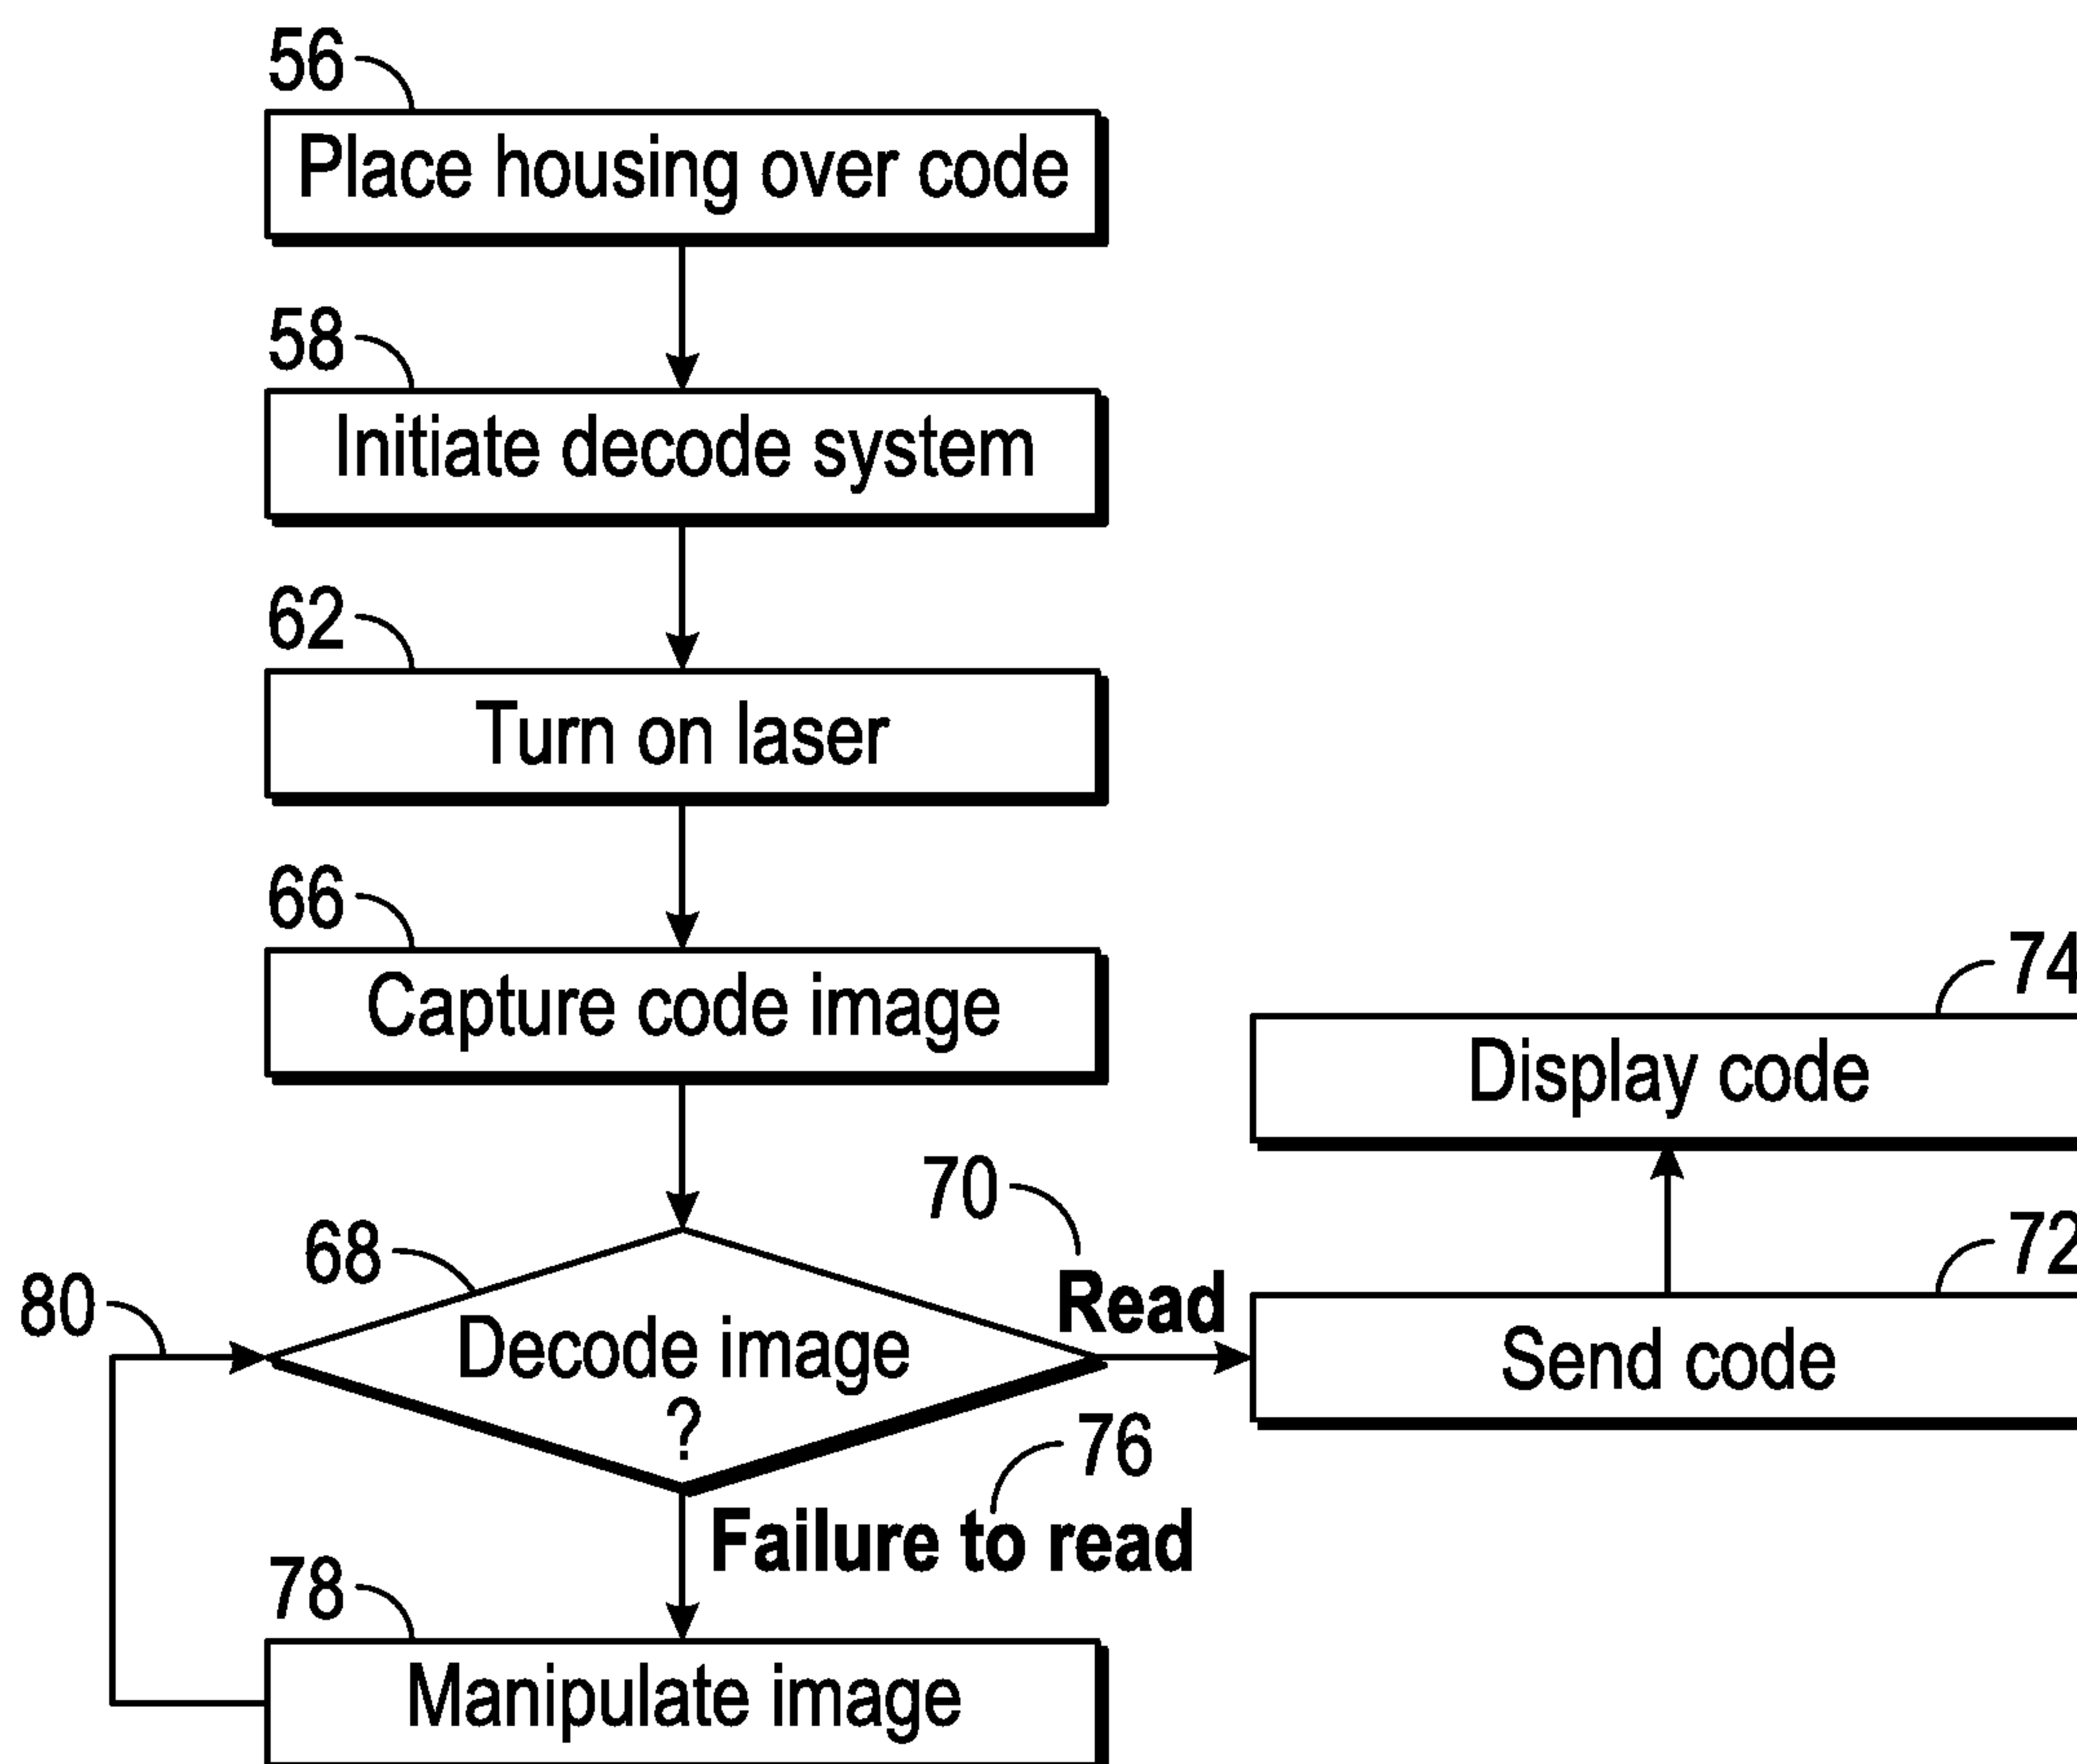 56
Place housing over code
58
Initiate decode system
62
Turn on laser
66
Capture code image
74
Display code
70
68
Read
72
80
Decode image
?
Send code
76
Failure to read
78
Manipulate image